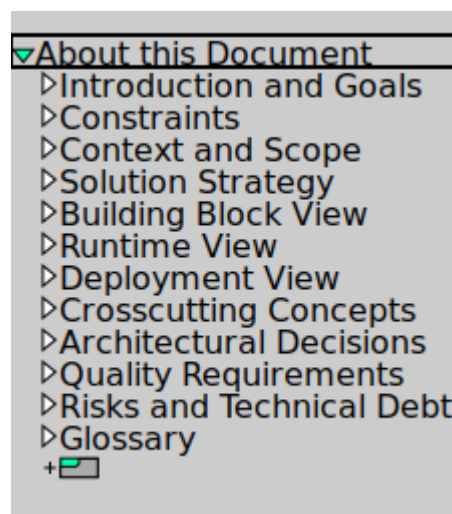 About this Document
Introduction and Goals
Constraints
Context and Scope
Solution Strategy
Building Block View
Runtime View
Deployment View
Crosscutting Concepts
Architectural Decisions
Quality Requirements
Risks and Technical Debt
Glossary
+